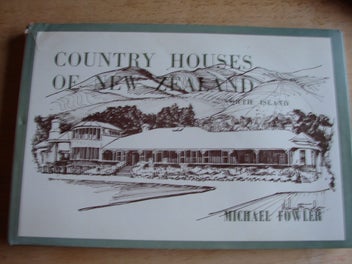 COUNTRY HOUSES
OF NEW ZEALAND
NORTH ISLAND
MICHAEL FOWLER